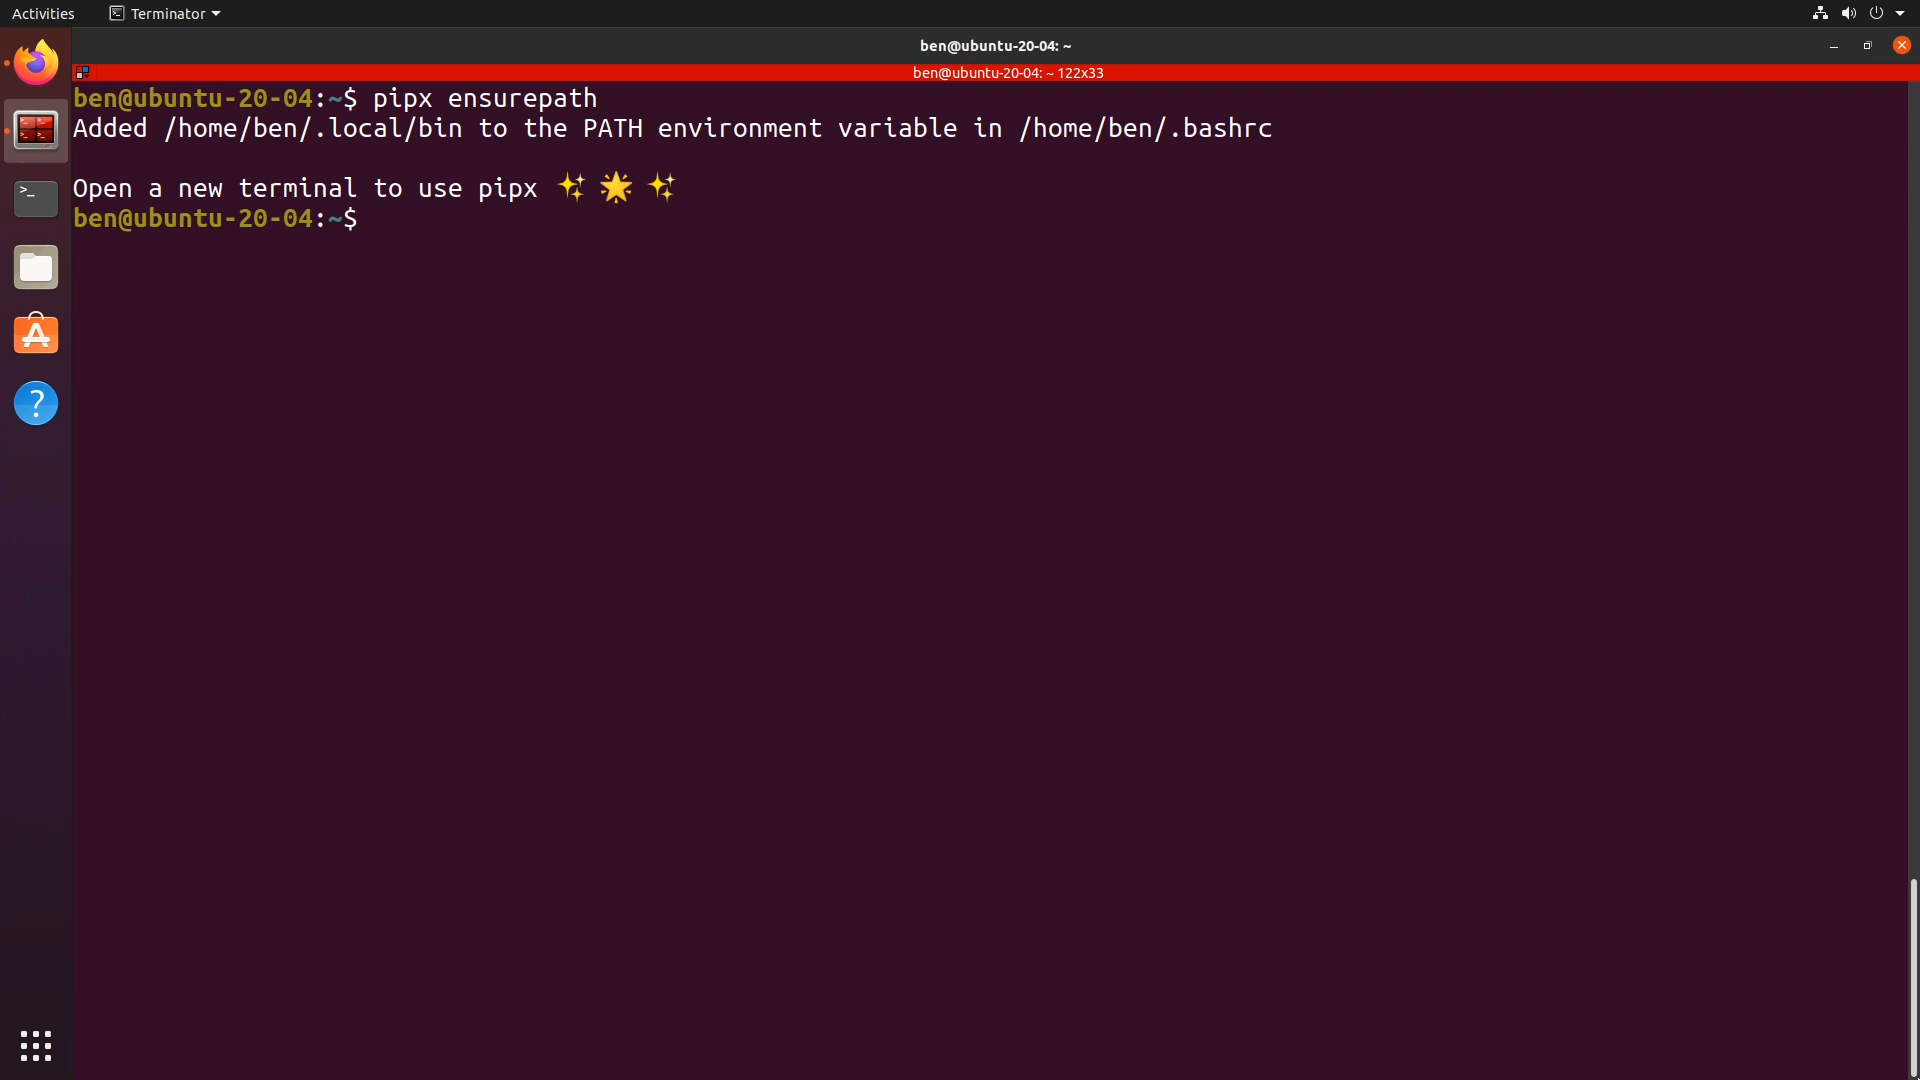 Activities Terminator
ben@ubuntu-20-04: ~
ben@ubuntu-20-04: ~ 122x33
ben@ubuntu-20-04:~$ pipx ensurepath
Added /home/ben/.local/bin to the PATH environment variable in /home/ben/.bashrc
Open a new terminal to use pipx ✨ 🌟 ✨
ben@ubuntu-20-04:~$